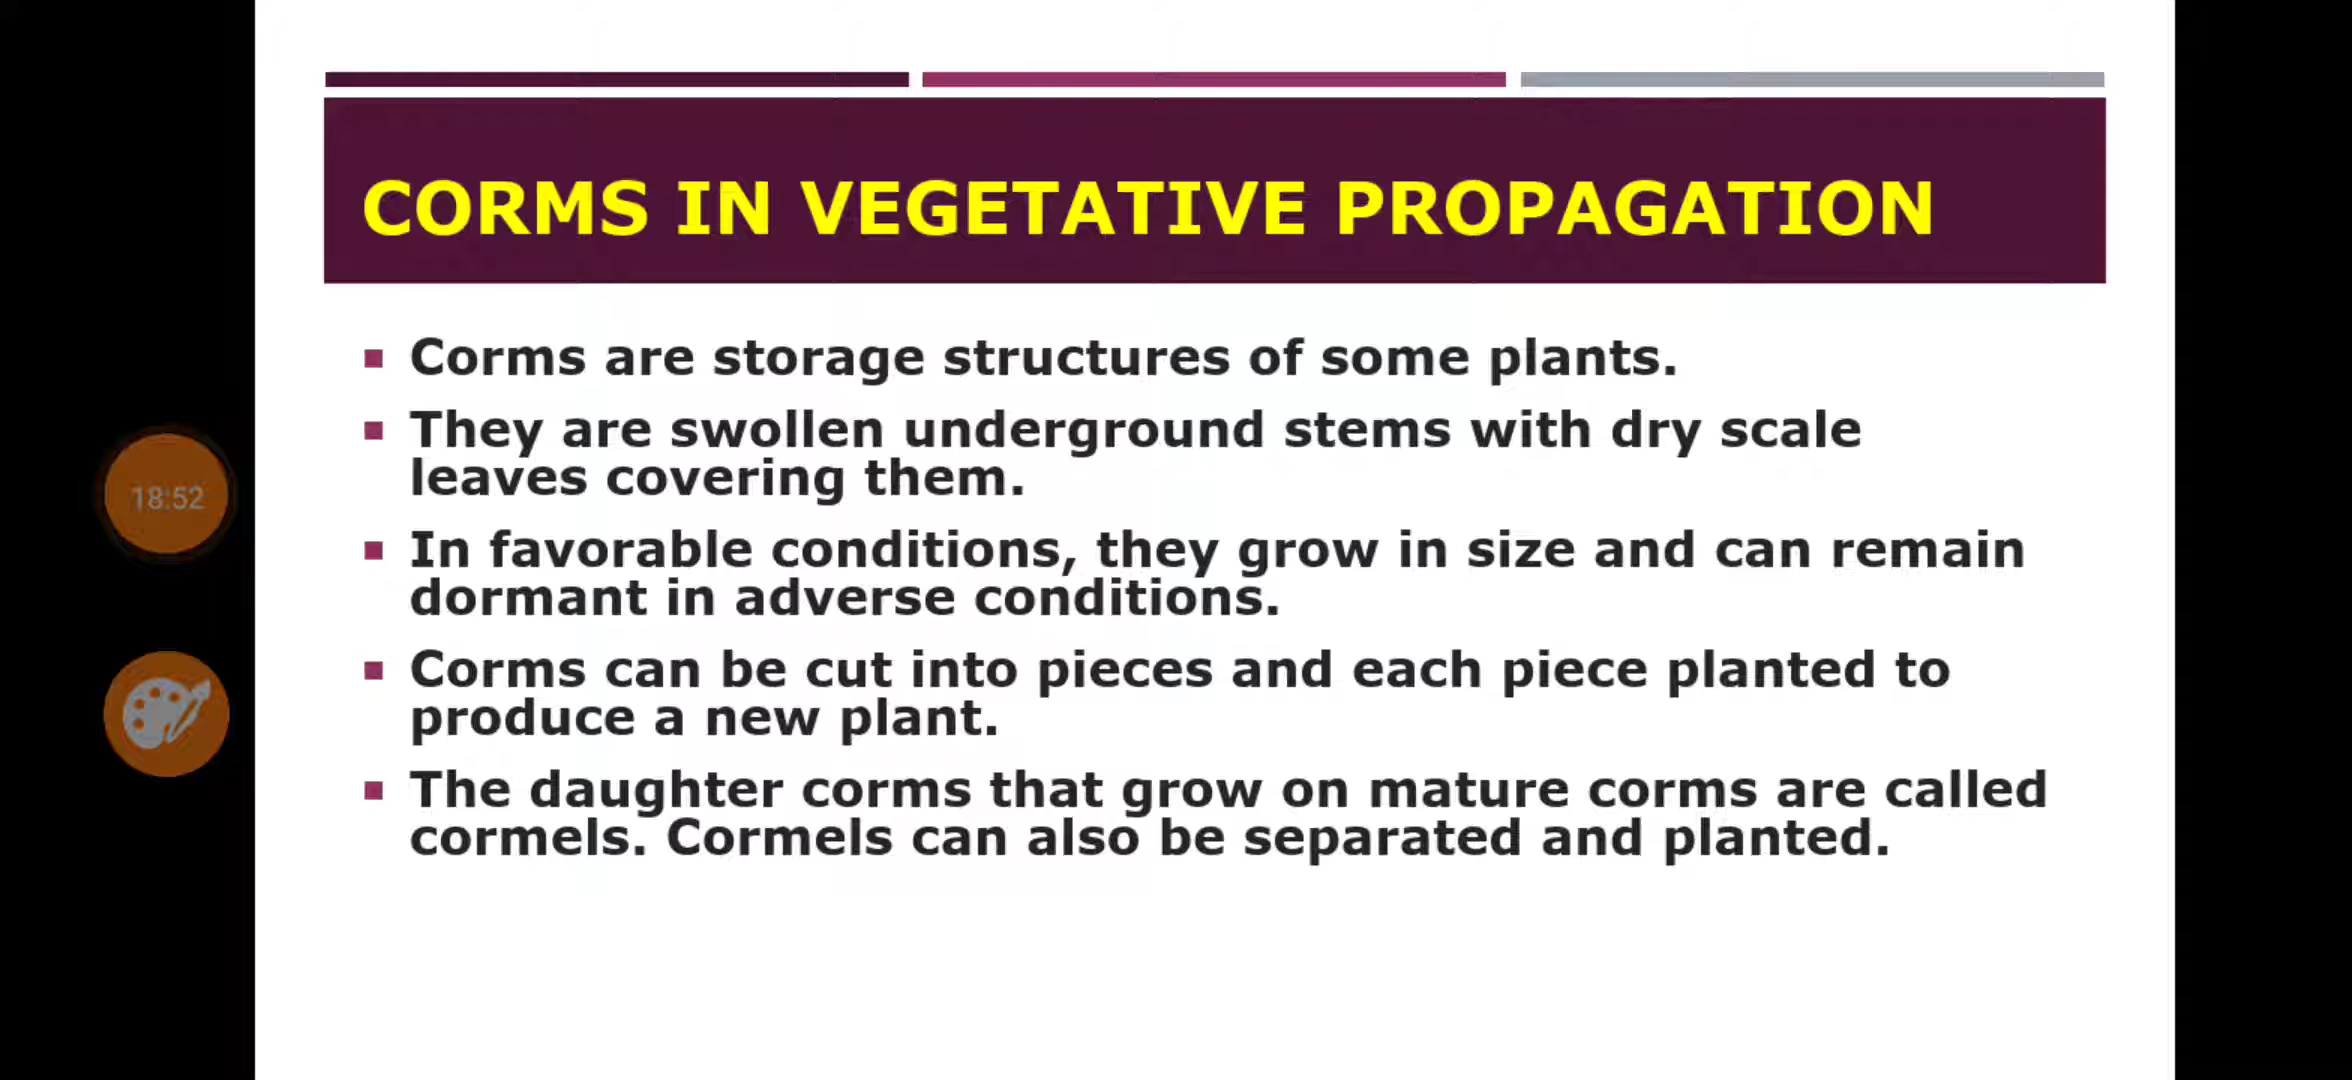 CORMS IN VEGETATIVE PROPAGATION
Corms are storage structures of some plants.
They are swollen underground stems with dry scale
leaves covering them.
In favorable conditions, they grow in size and can remain
dormant in adverse conditions.
18:52
Corms can be cut into pieces and each piece planted to
produce a new plant.
The daughter corms that grow on mature corms are called
cormels. Cormels can also be separated and planted.